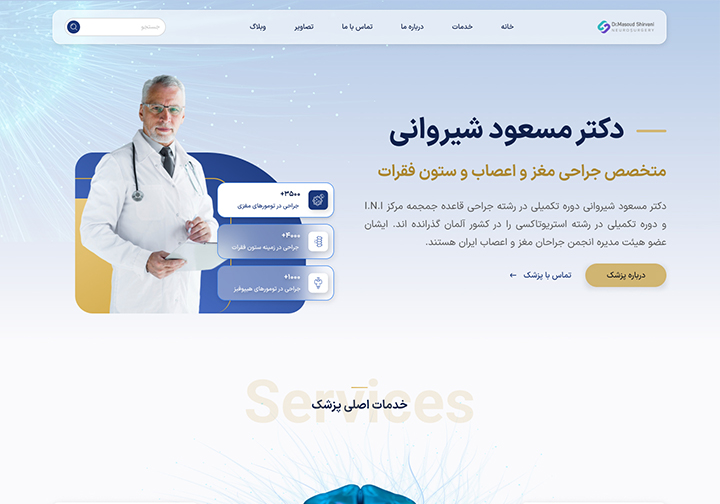 Dr.Masoud Shirvani
NEUROSURGERY
خانه
خدمات
درباره ما
تماس با ما
تصاویر
وبلاگ
جستجو
دکتر مسعود شیروانی
متخصص جراحی مغز و اعصاب و ستون فقرات
دکتر مسعود شیروانی دوره تکمیلی در رشته جراحی قاعده جمجمه مرکز I.N.I
و دوره تکمیلی در رشته استریوتاکسی را در کشور آلمان گذرانده اند. ایشان
عضو هیئت مدیره انجمن جراحان مغز و اعصاب ایران هستند.
درباره پزشک
تماس با پزشک
+۳۵۰۰
جراحی در تومورهای مغزی
+۴۰۰۰
جراحی در زمینه ستون فقرات
+۱۰۰۰
جراحی در تومورهای هیپوفیز
Services
خدمات اصلی پزشک